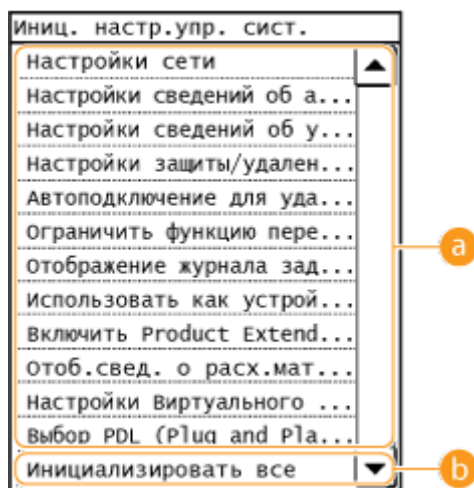 Иниц. настр.упр. сист.
Настройки сети
Настройки сведений об а...
Настройки сведений об у...
Настройки защиты/удален...
Автоподключение для уда...
Ограничить функцию пере...
Отображение журнала зад...
Использовать как устрой...
Включить Product Extend...
Отоб.свед. о расх.мат...
Настройки Виртуального ...
Выбор PDL (Plug and Pla...
Инициализировать все
a
b